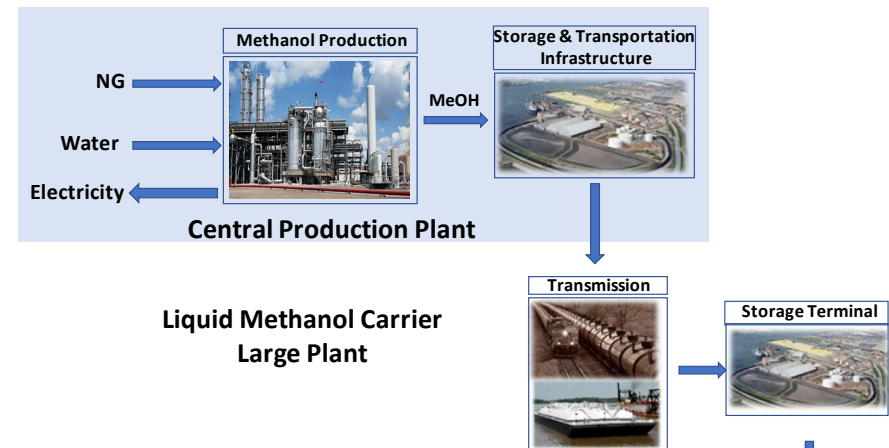 Methanol Production
Storage & Transportation
Infrastructure
NG
MeOH
Water
Electricity
Central Production Plant
Transmission
Liquid Methanol Carrier
Large Plant
Storage Terminal